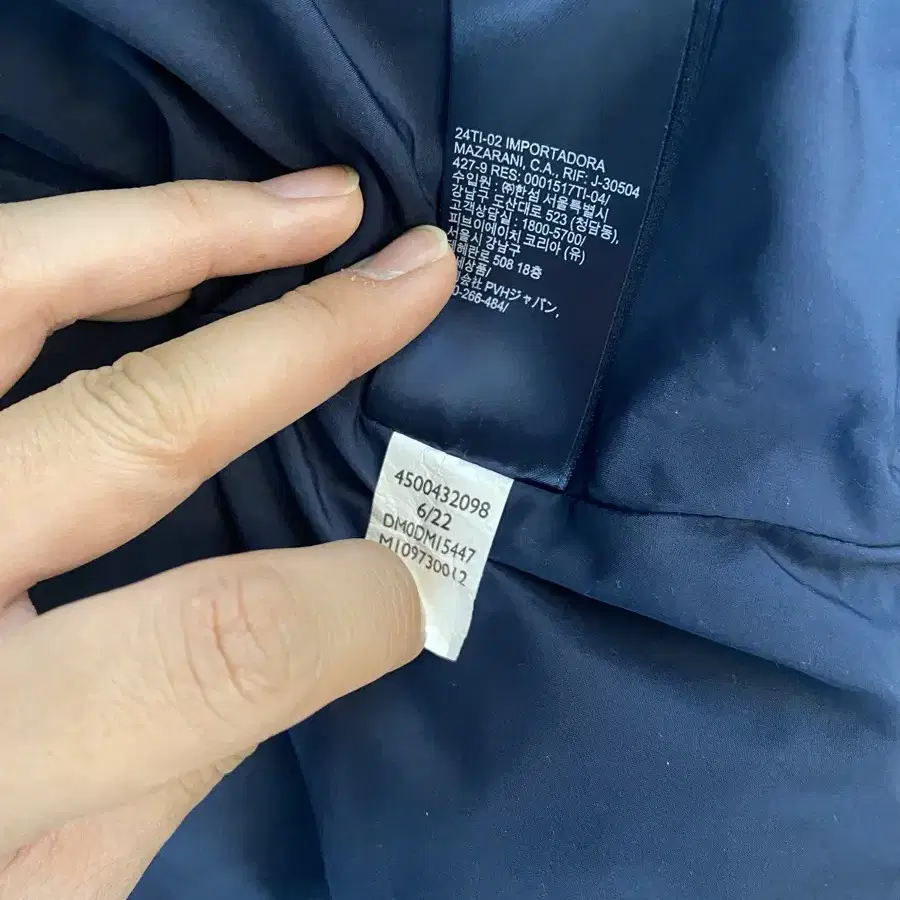 24TI-02 IMPORTADORA
MAZARANI, C.A., RIF: J-30504
427-9 RES: 0001517TI-04/
수입원 : ㈜한섬 서울특별시
강남구 도산대로 523 (청담동),
고객상담실 : 1800-5700/
피브이에이치 코리아 (유)
서울시 강남구
테헤란로 508 18층
PVHジャパン,
0-266-484/
4500432098
6/22
DM0DM15447
M109730012